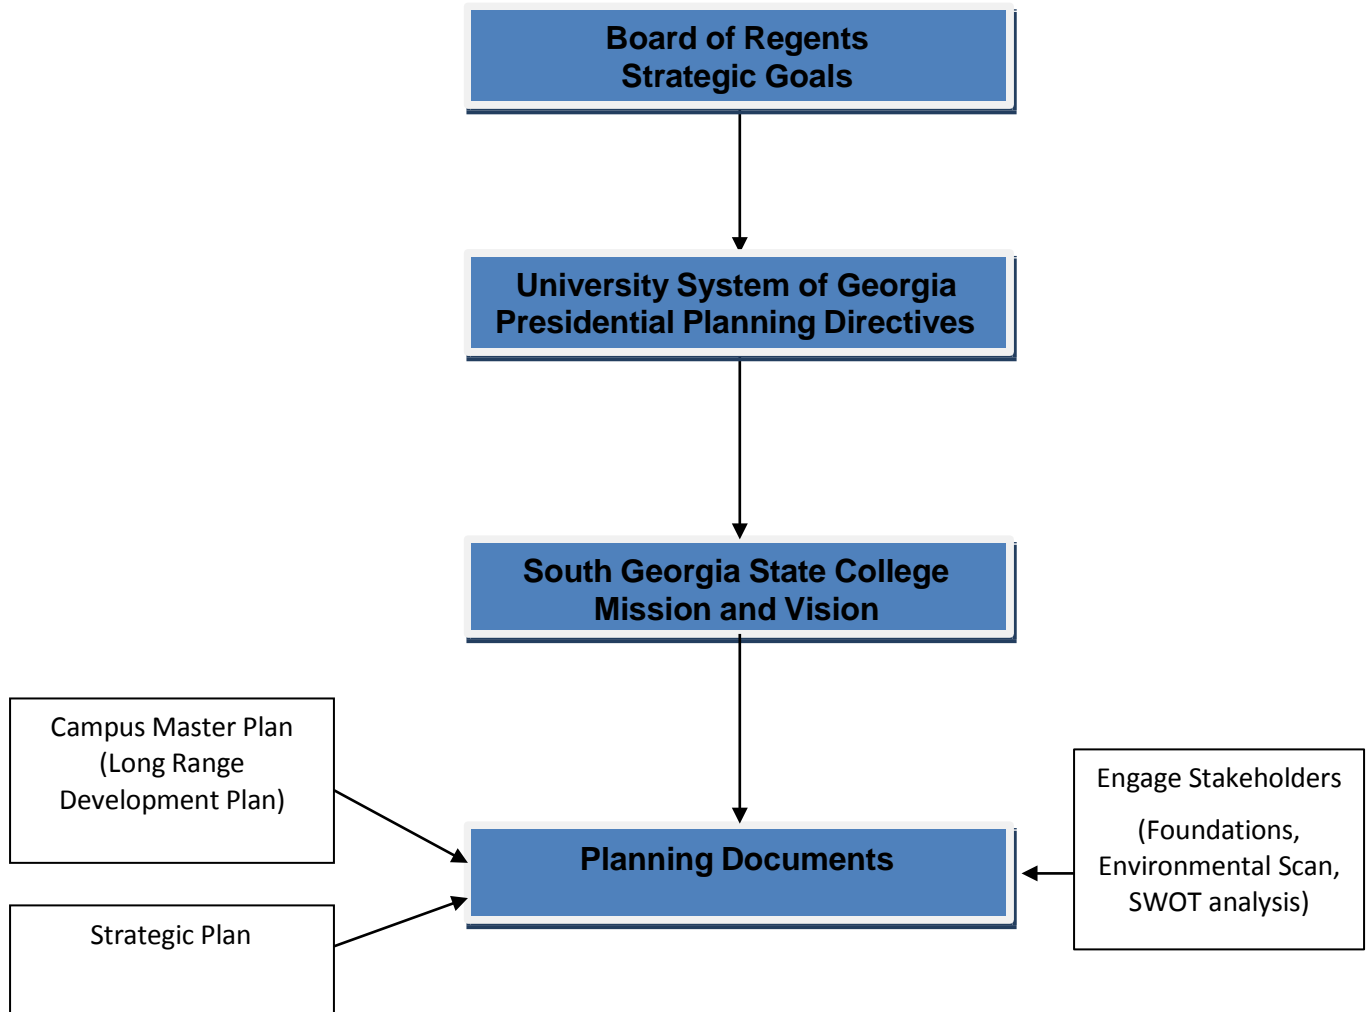 Board of Regents
Strategic Goals
University System of Georgia
Presidential Planning Directives
South Georgia State College
Mission and Vision
Campus Master Plan
(Long Range
Development Plan)
Engage Stakeholders
(Foundations,
Environmental Scan,
SWOT analysis)
Planning Documents
Strategic Plan